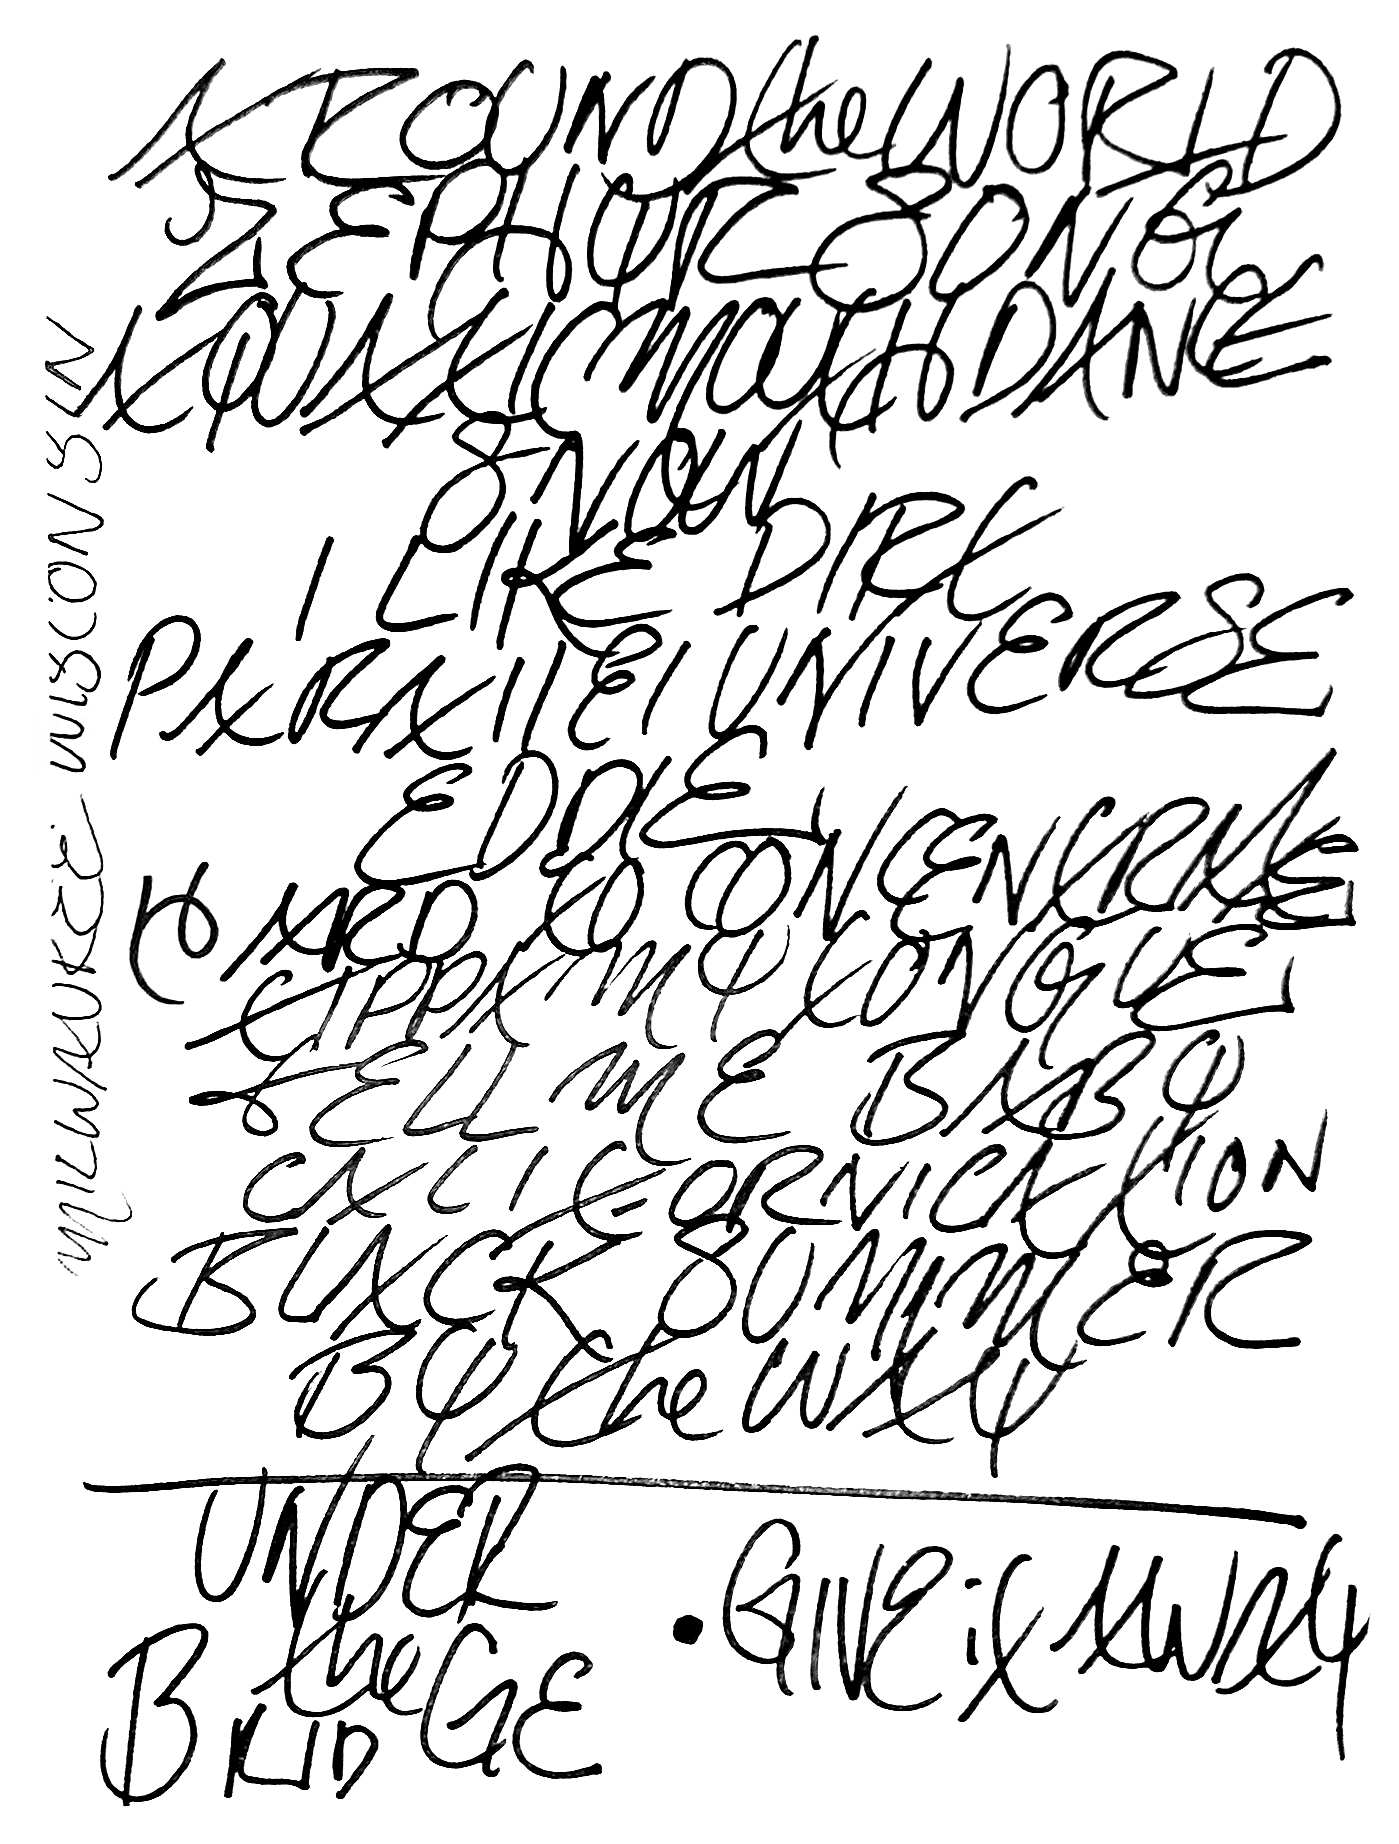 AROUND the WORLD
ZEPHYR SONG
AQUATIC MOUTH DANCE
SNOW
I LIKE DIRT
PARAllEl UNIVERSE
EDDIE
HARD TO CONCENTRATE
TIPPA MY TONGUE
TELL ME BABY
CALIFORNICATION
BLACK SUMMER
BY the WAY
UNDER
the
BRIDGE
• GIVE iT AWAY
MILWAUKEE WISCONSIN